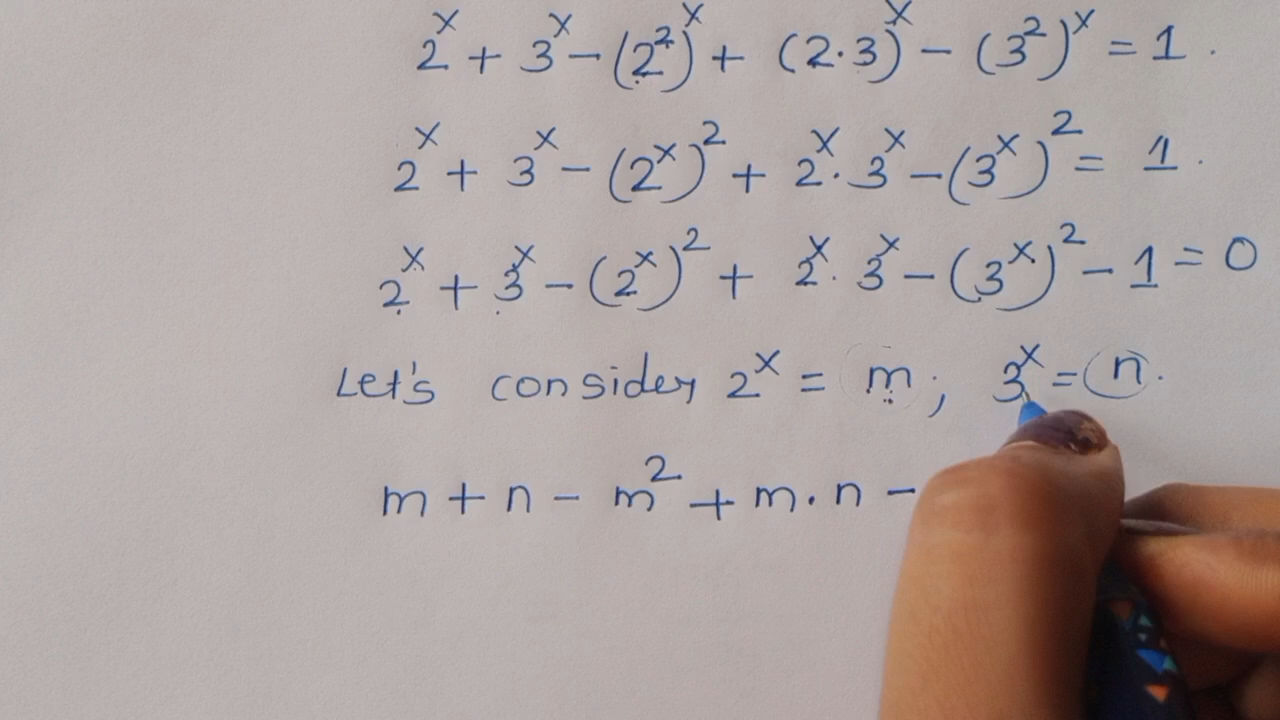 2^x + 3^x - (2^2)^x + (2·3)^x - (3^2)^x = 1.
2^x + 3^x - (2^x)^2 + 2^x·3^x - (3^x)^2 = 1.
2^x + 3^x - (2^x)^2 + 2^x·3^x - (3^x)^2 - 1 = 0
Let's consider 2^x = m; 3^x = n.
m + n - m^2 + m·n -